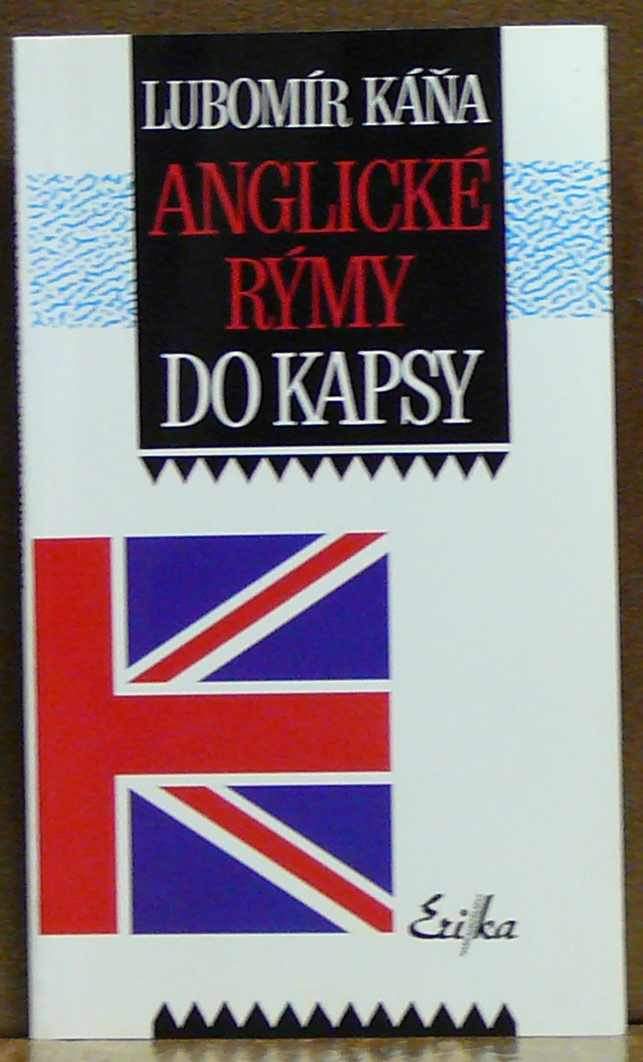 LUBOMÍR KÁŇA
ANGLICKÉ
RÝMY
DO KAPSY
Erika